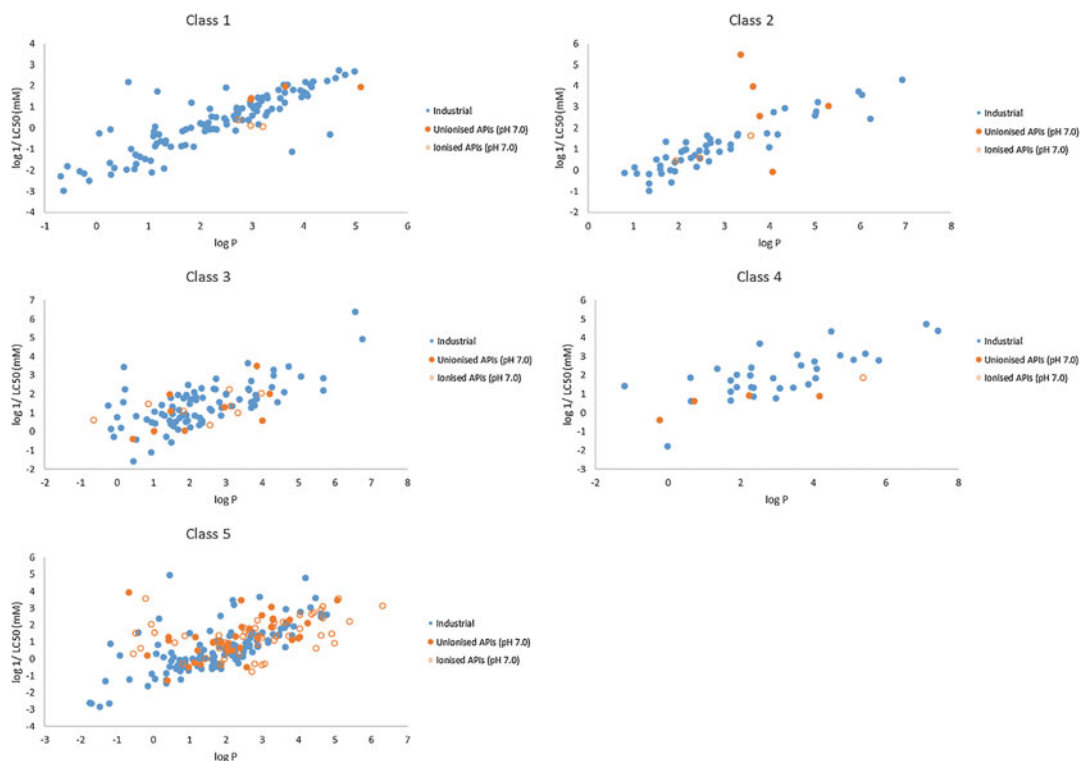 Class 1
4
3
2
1
0
-1
-2
-3
-4
log 1/ LC50 (mM)
-1 0 1 2 3 4 5 6
log P
Industrial
Unionised APIs (pH 7.0)
Ionised APIs (pH 7.0)
Class 2
6
5
4
3
2
1
0
-1
-2
log 1/ LC50 (mM)
0 1 2 3 4 5 6 7 8
log P
Industrial
Unionised APIs (pH 7.0)
Ionised APIs (pH 7.0)
Class 3
7
6
5
4
3
2
1
0
-1
-2
log 1/ LC50 (mM)
-2 -1 0 1 2 3 4 5 6 7 8
log P
Industrial
Unionised APIs (pH 7.0)
Ionised APIs (pH 7.0)
Class 4
6
5
4
3
2
1
0
-1
-2
-3
log 1/ LC50 (mM)
-2 0 2 4 6 8
log P
Industrial
Unionised APIs (pH 7.0)
Ionised APIs (pH 7.0)
Class 5
6
5
4
3
2
1
0
-1
-2
-3
-4
log 1/ LC50 (mM)
-3 -2 -1 0 1 2 3 4 5 6 7
log P
Industrial
Unionised APIs (pH 7.0)
Ionised APIs (pH 7.0)